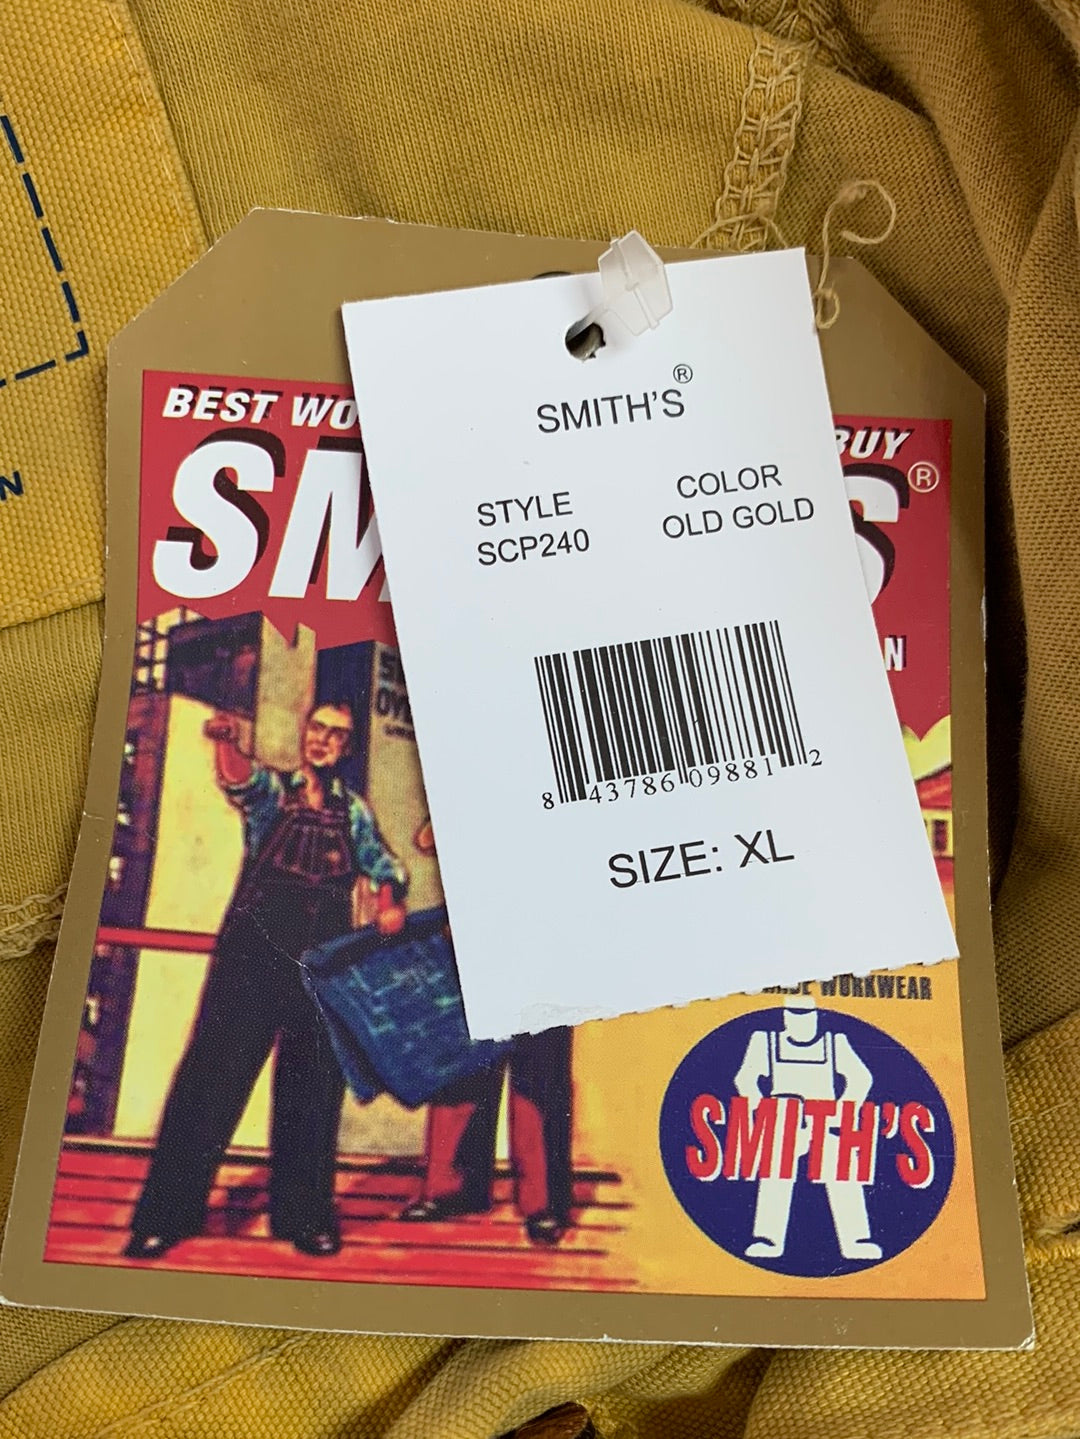 BEST WO
BUY
SM
S®
SMITH'S®
STYLE
SCP240
COLOR
OLD GOLD
N
N
8 43786 09881 2
SIZE: XL
WORKWEAR
SMITH'S